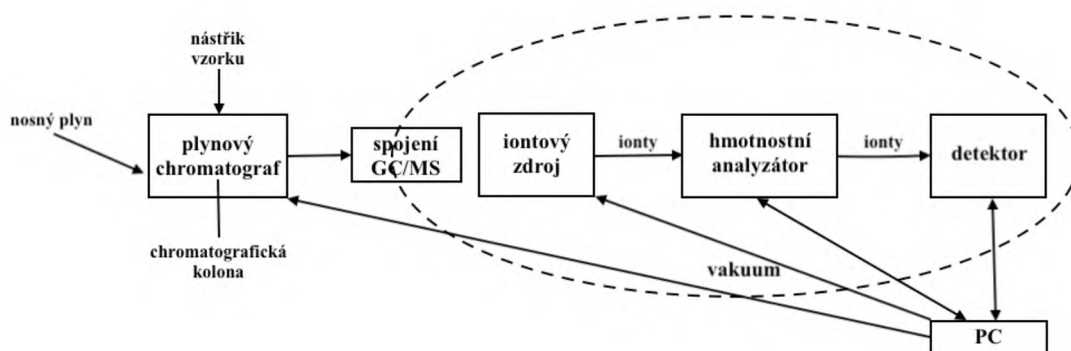 nástřik
vzorku
nosný plyn
plynový
chromatograf
spojení
GC/MS
iontový
zdroj
ionty
hmotnostní
analyzátor
ionty
detektor
chromatografická
kolona
vakuum
PC